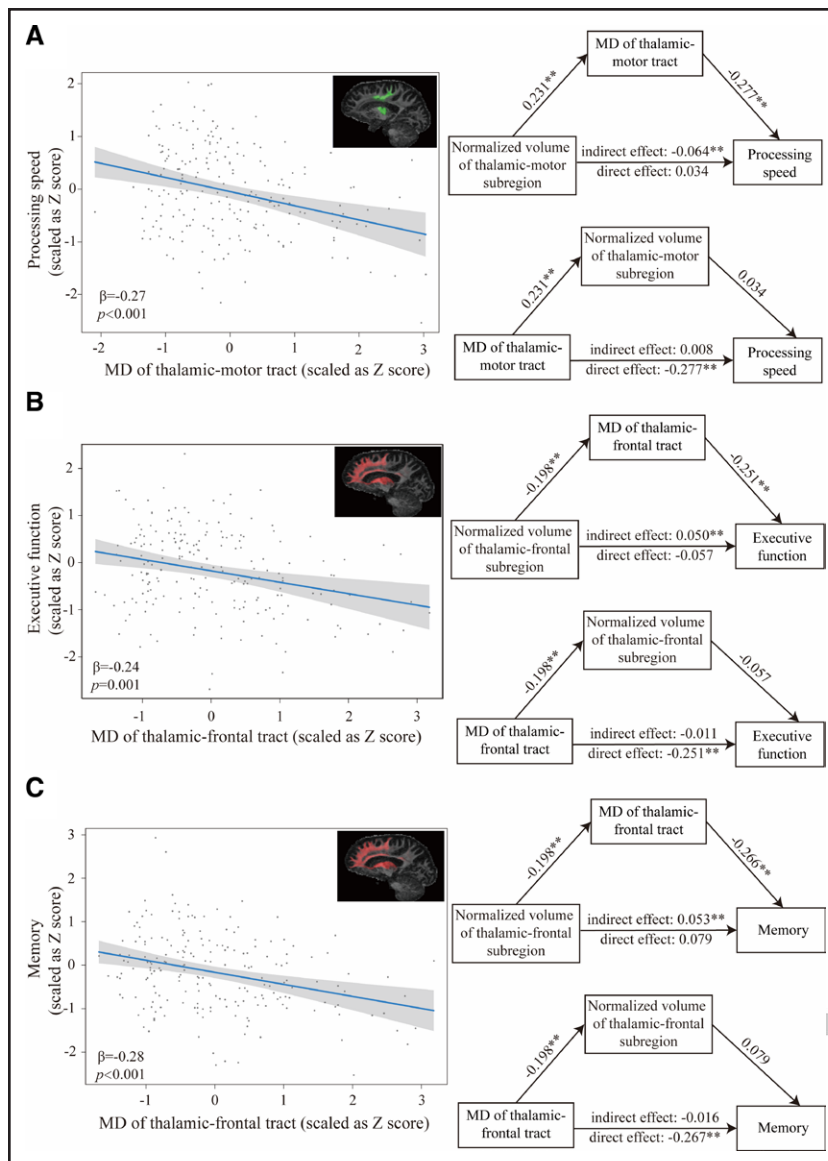 A
Processing speed
(scaled as Z score)
2
1
0
-1
-2
β=-0.27
p<0.001
-2
-1
0
1
2
3
MD of thalamic-motor tract (scaled as Z score)
MD of thalamic-
motor tract
0.231**
-0.277**
Normalized volume
of thalamic-motor
subregion
indirect effect: -0.064**
direct effect: 0.034
Processing
speed
Normalized volume
of thalamic-motor
subregion
0.231**
0.034
MD of thalamic-
motor tract
indirect effect: 0.008
direct effect: -0.277**
Processing
speed
B
Executive function
(scaled as Z score)
2
1
0
-1
-2
β=-0.24
p=0.001
-1
0
1
2
3
MD of thalamic-frontal tract (scaled as Z score)
MD of thalamic-
frontal tract
-0.198**
-0.251**
Normalized volume
of thalamic-frontal
subregion
indirect effect: 0.050**
direct effect: -0.057
Executive
function
Normalized volume
of thalamic-frontal
subregion
-0.198**
-0.057
MD of thalamic-
frontal tract
indirect effect: -0.011
direct effect: -0.251**
Executive
function
C
Memory
(scaled as Z score)
3
2
1
0
-1
-2
β=-0.28
p<0.001
-1
0
1
2
3
MD of thalamic-frontal tract (scaled as Z score)
MD of thalamic-
frontal tract
-0.198**
-0.266**
Normalized volume
of thalamic-frontal
subregion
indirect effect: 0.053**
direct effect: 0.079
Memory
Normalized volume
of thalamic-frontal
subregion
-0.198**
0.079
MD of thalamic-
frontal tract
indirect effect: -0.016
direct effect: -0.267**
Memory